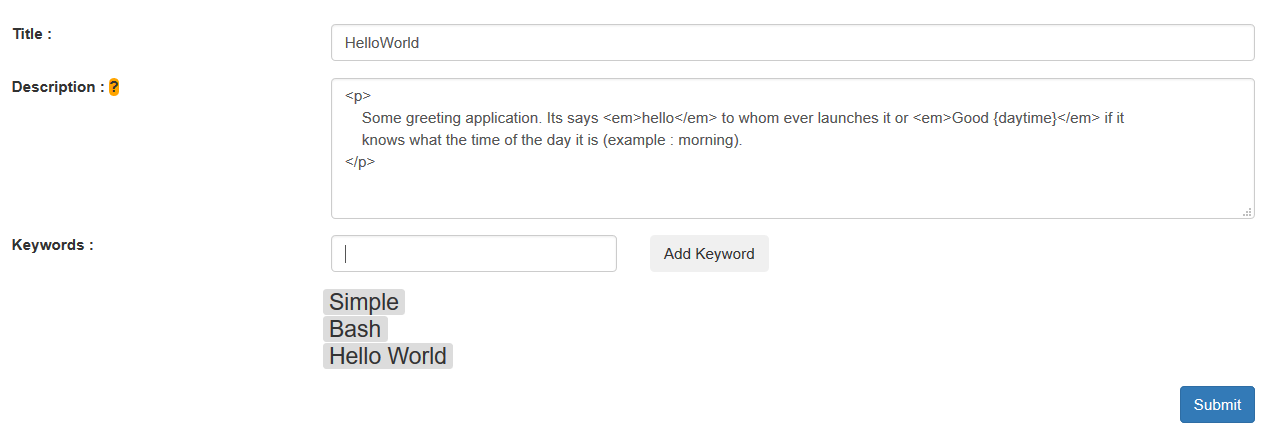 Title :
HelloWorld
Description : ?
<p>
Some greeting application. Its says <em>hello</em> to whom ever launches it or <em>Good {daytime}</em> if it
knows what the time of the day it is (example : morning).
</p>
Keywords :
Add Keyword
Simple
Bash
Hello World
Submit